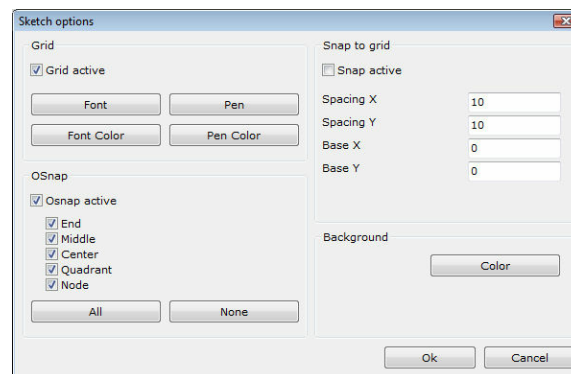 Sketch options
Grid
Grid active
Font
Pen
Font Color
Pen Color
OSnap
Osnap active
End
Middle
Center
Quadrant
Node
All
None
Snap to grid
Snap active
Spacing X 10
Spacing Y 10
Base X 0
Base Y 0
Background
Color
Ok
Cancel